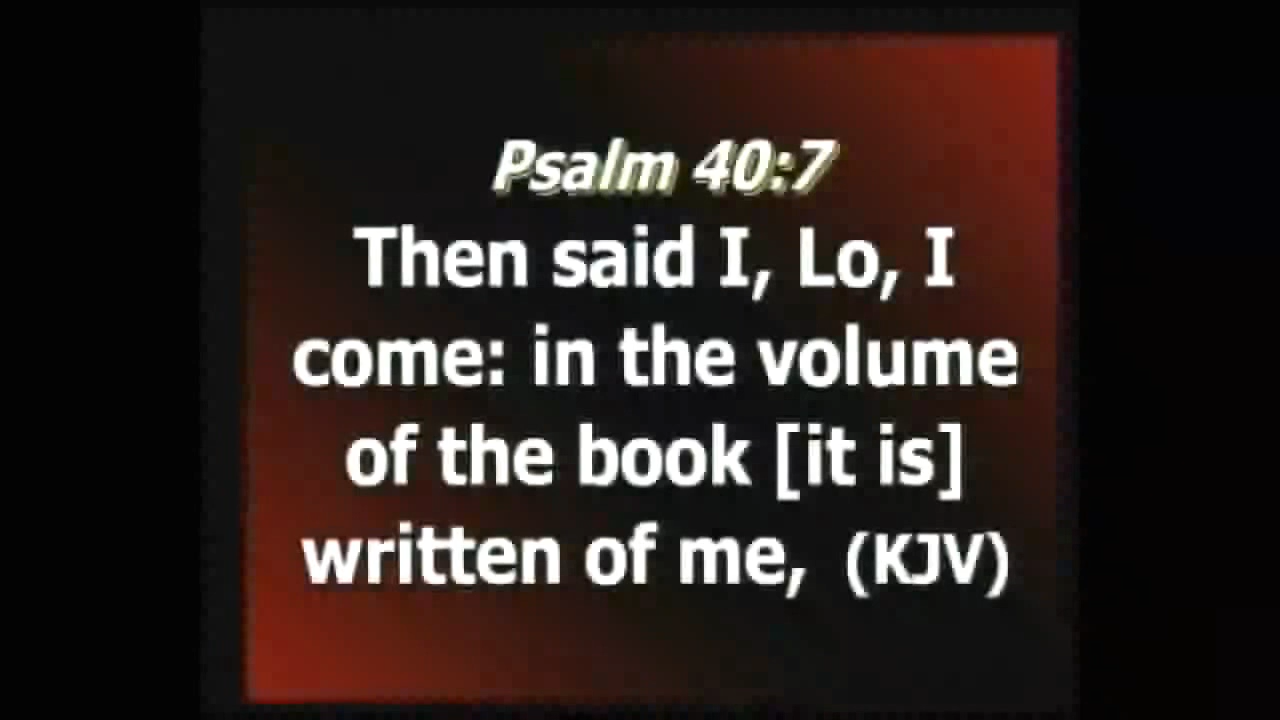 Psalm 40:7
Then said I, Lo, I
come: in the volume
of the book [it is]
written of me, (KJV)